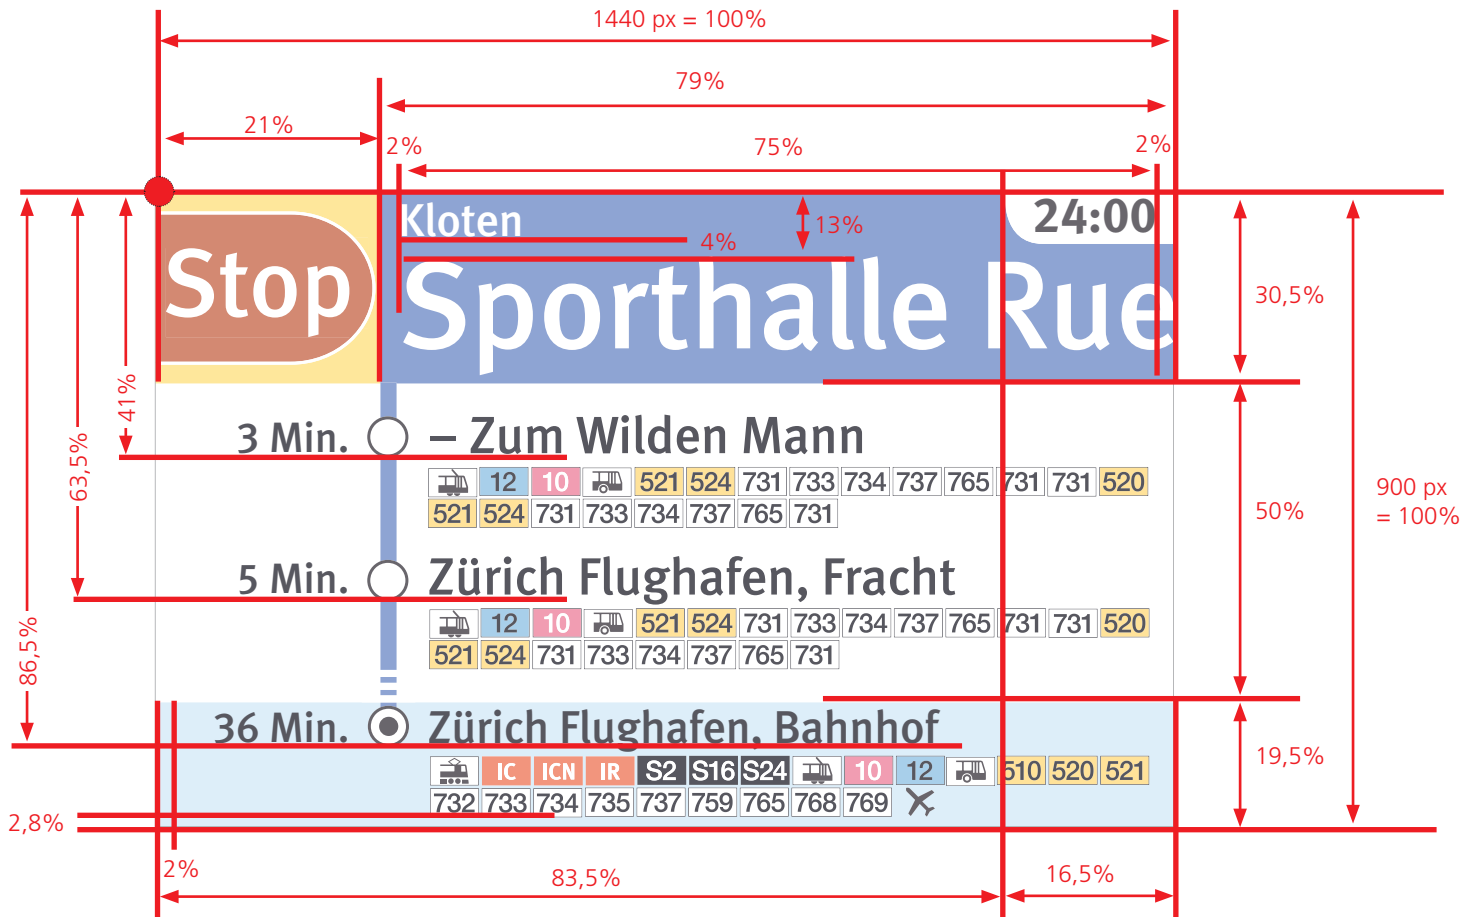 1440 px = 100%
79%
21%
2%
75%
2%
Kloten
24:00
13%
4%
Stop
Sporthalle Rue
30,5%
41%
3 Min.
– Zum Wilden Mann
63,5%
12 10 521 524 731 733 734 737 765 731 731 520
521 524 731 733 734 737 765 731
900 px
= 100%
50%
5 Min.
Zürich Flughafen, Fracht
12 10 521 524 731 733 734 737 765 731 731 520
521 524 731 733 734 737 765 731
86,5%
36 Min.
Zürich Flughafen, Bahnhof
19,5%
IC ICN IR S2 S16 S24 10 12 510 520 521
732 733 734 735 737 759 765 768 769
2,8%
2%
83,5%
16,5%